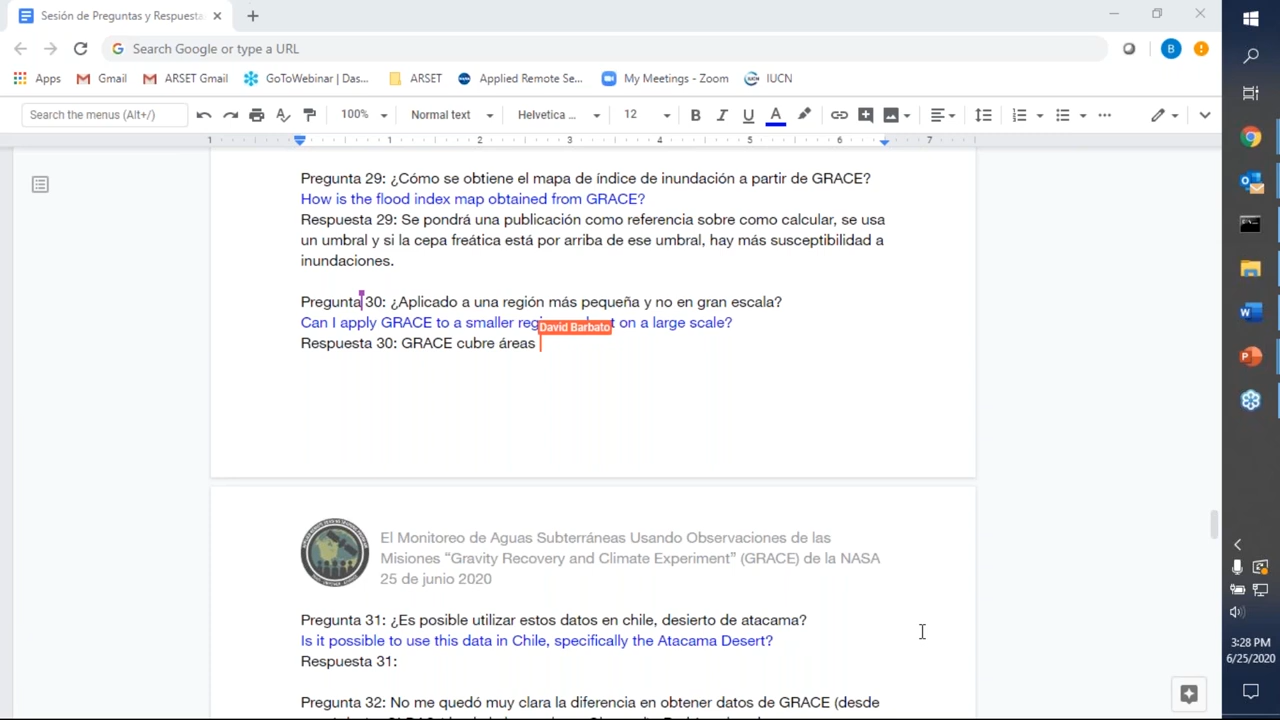 Sesión de Preguntas y Respuesta
Search Google or type a URL
B
Apps
Gmail
ARSET Gmail
GoToWebinar | Das...
ARSET
Applied Remote Se...
My Meetings - Zoom
IUCN
Search the menus (Alt+/)
100%
Normal text
Helvetica ...
12
B
I
U
A
1 1 2 3 4 5 6 7
Pregunta 29: ¿Cómo se obtiene el mapa de índice de inundación a partir de GRACE?
How is the flood index map obtained from GRACE?
Respuesta 29: Se pondrá una publicación como referencia sobre como calcular, se usa
un umbral y si la cepa freática está por arriba de ese umbral, hay más susceptibilidad a
inundaciones.
Pregunta 30: ¿Aplicado a una región más pequeña y no en gran escala?
Can I apply GRACE to a smaller on a large scale?
David Barbato
Respuesta 30: GRACE cubre áreas
El Monitoreo de Aguas Subterráneas Usando Observaciones de las
Misiones “Gravity Recovery and Climate Experiment” (GRACE) de la NASA
25 de junio 2020
Pregunta 31: ¿Es posible utilizar estos datos en chile, desierto de atacama?
Is it possible to use this data in Chile, specifically the Atacama Desert?
Respuesta 31:
Pregunta 32: No me quedó muy clara la diferencia en obtener datos de GRACE (desde
3:28 PM
6/25/2020